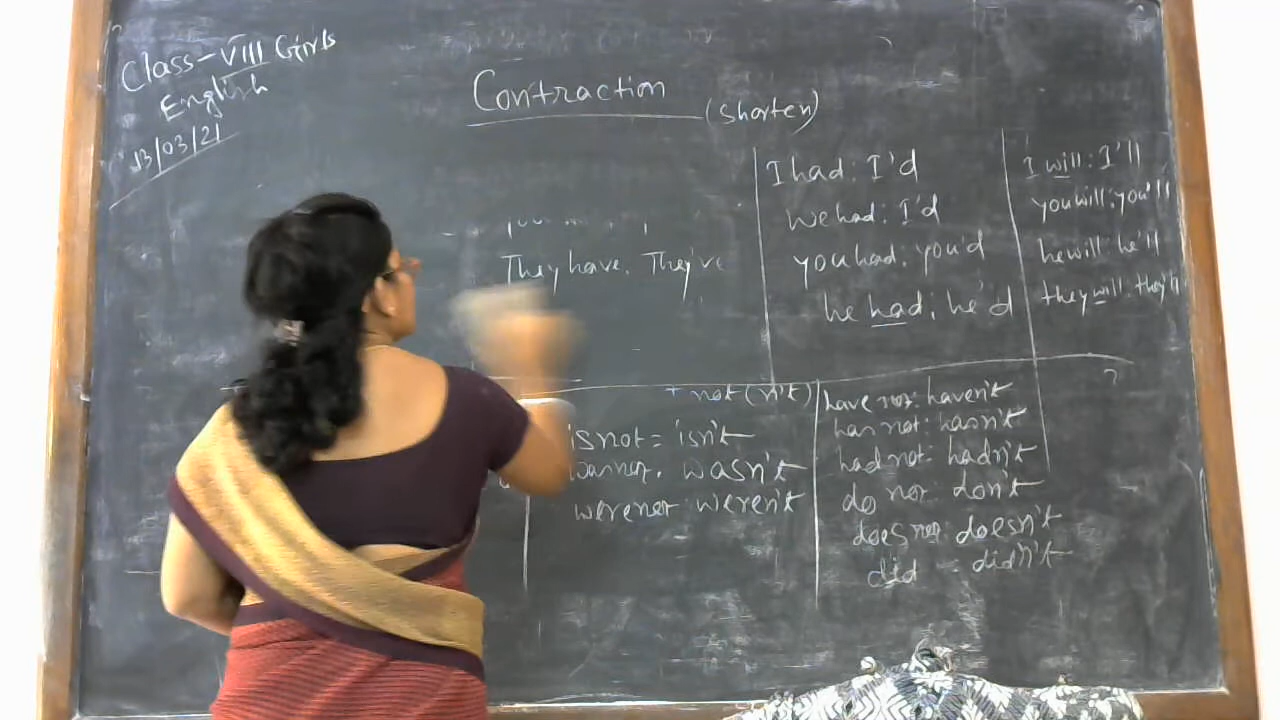 Class-VIII Girls
English
13/03/21
Contraction
(Shorten)
They have. They've
I had: I'd
we had: I'd
you had: you'd
he had: he'd
I will: I'll
you will: you'll
he will: he'll
they will: they'll
+ not (n't)
is not = isn't
was not. wasn't
were not weren't
have not: haven't
has not: hasn't
had not: hadn't
do not: don't
does not doesn't
did : didn't